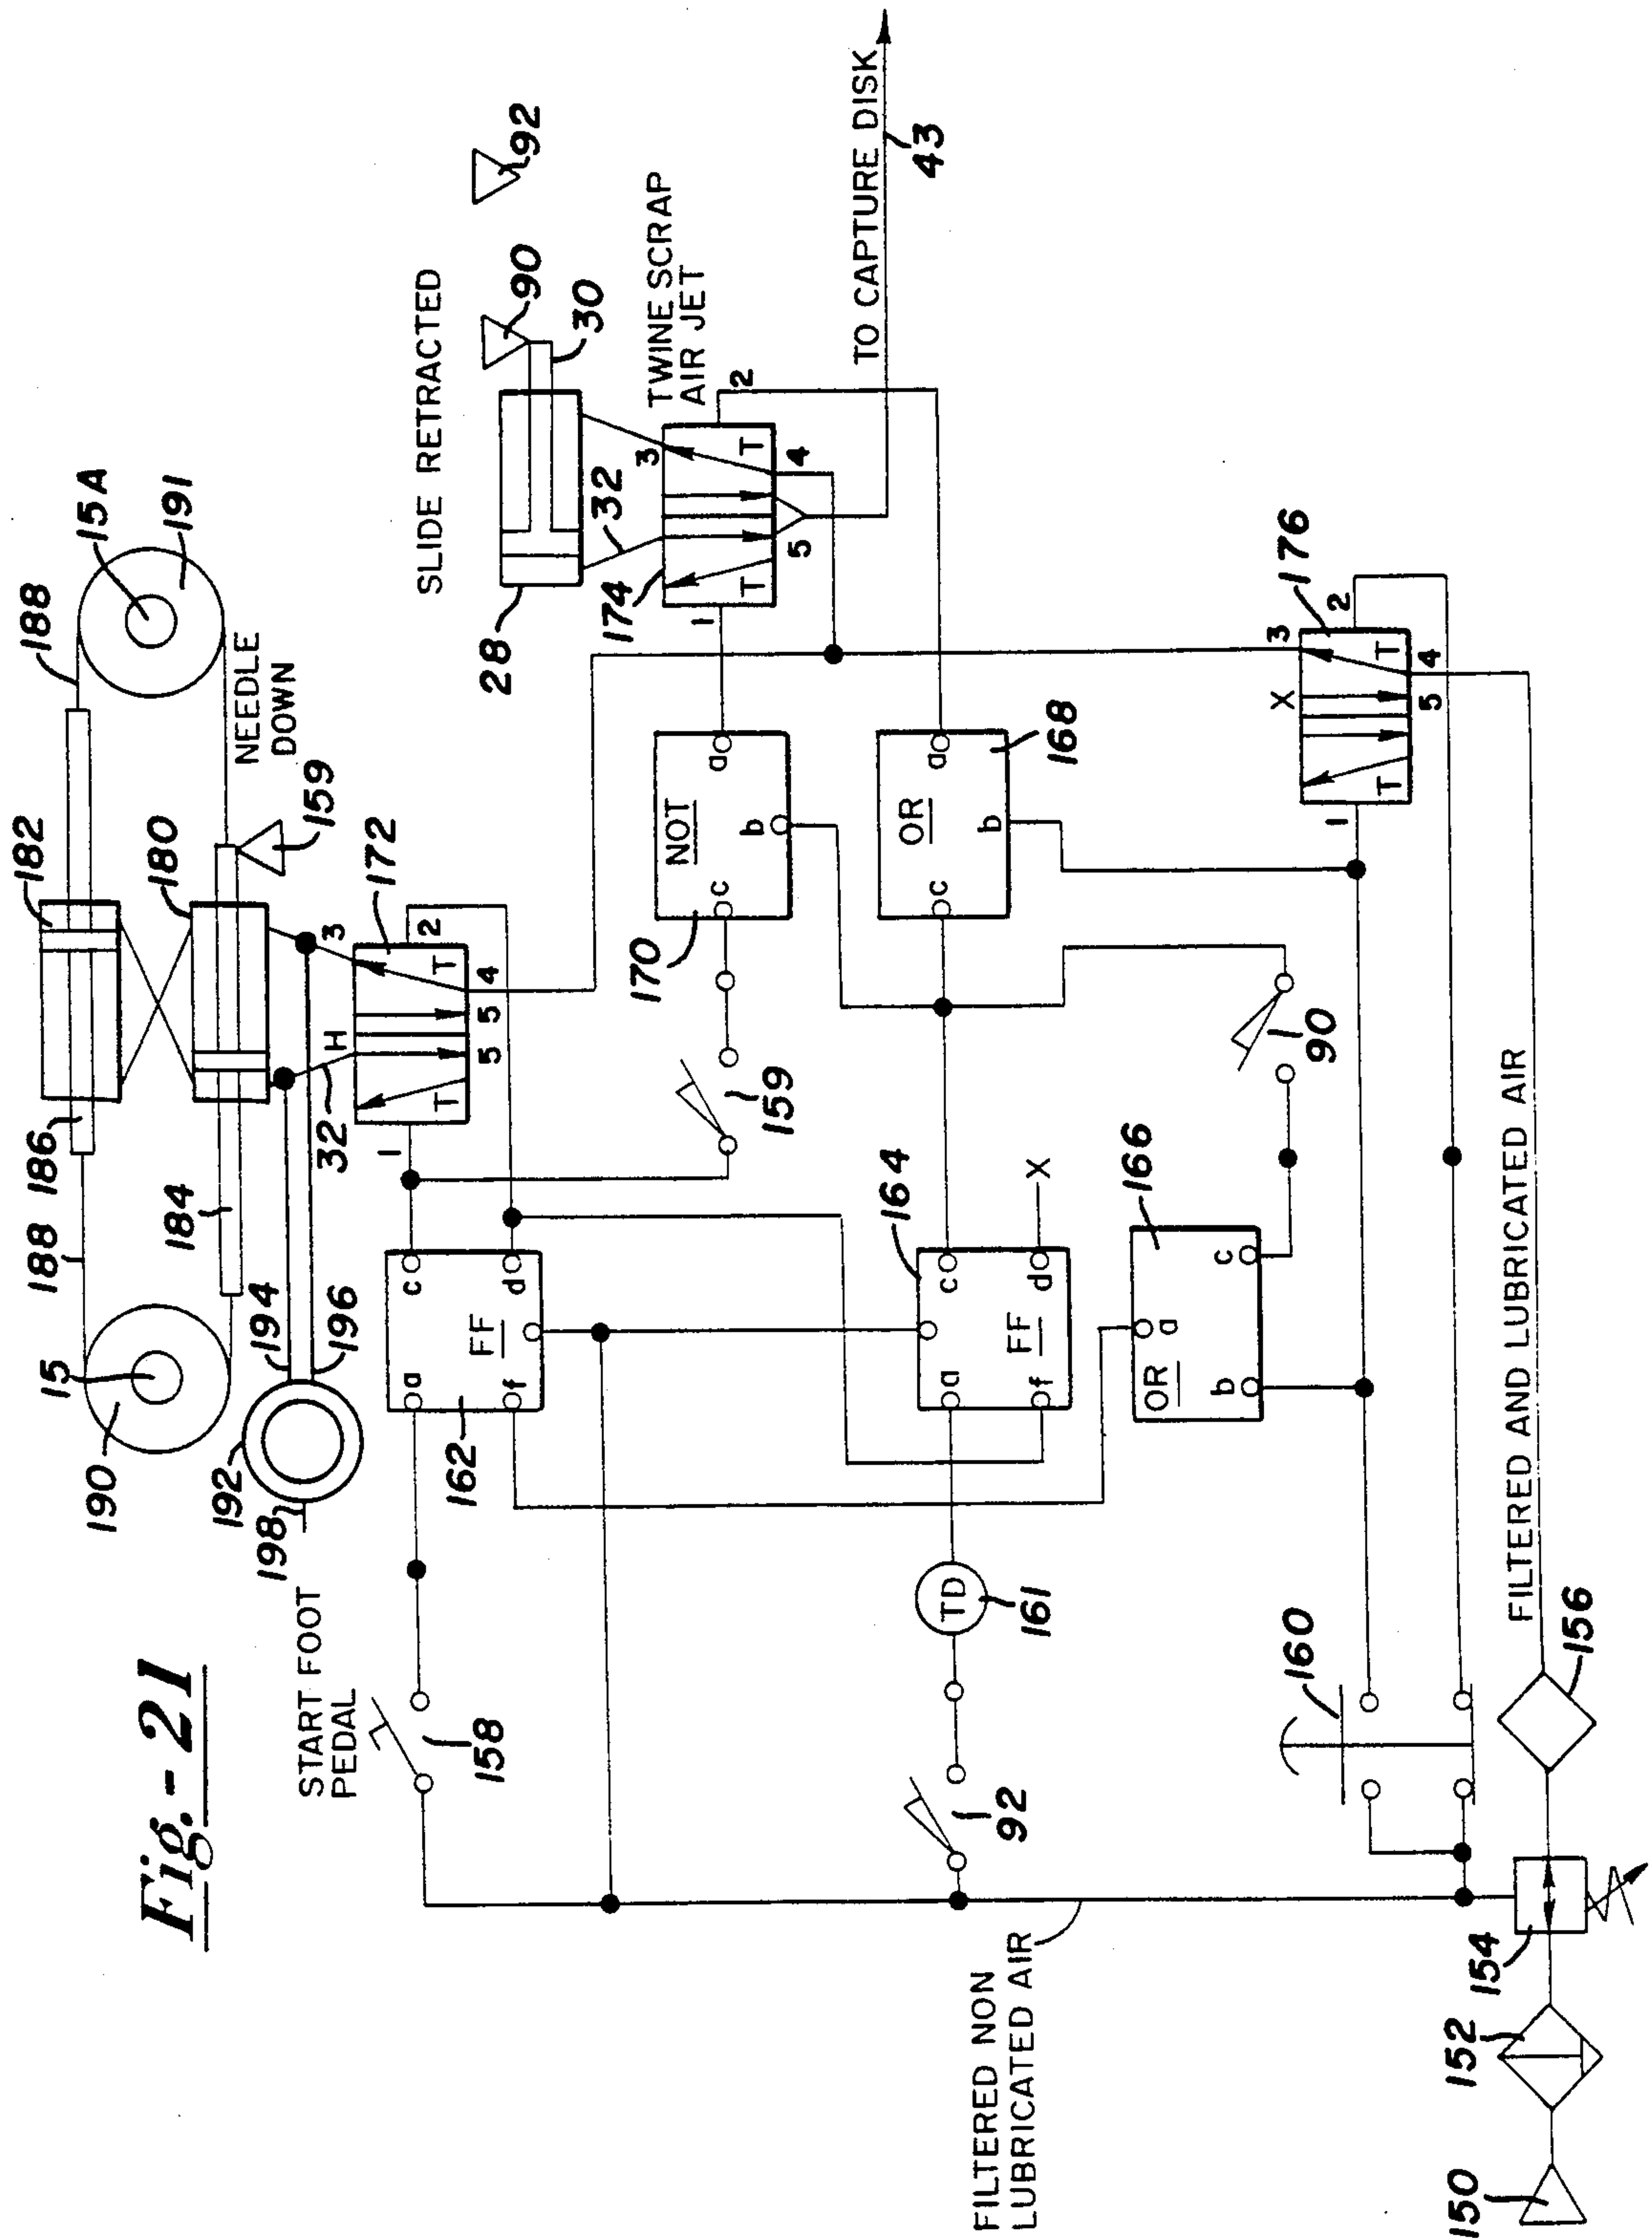 Fig.-21
START FOOT
PEDAL
158
a
c
FF
f
d
162
190
15
192
198
194
196
188
186
184
182
180
188
15A
191
NEEDLE
DOWN
159
32
H
3
172
1
2
T
T
5
5
4
SLIDE RETRACTED
28
90
30
92
32
TWINE SCRAP
AIR JET
174
3
1
2
T
T
5
4
TO CAPTURE DISK
43
159
170
NOT
c
a
b
OR
c
a
b
168
92
TD
161
164
a
c
FF
f
d
X
166
OR
a
b
c
90
160
176
X
3
1
2
T
T
5
4
FILTERED NON
LUBRICATED AIR
FILTERED AND LUBRICATED AIR
150
152
154
156